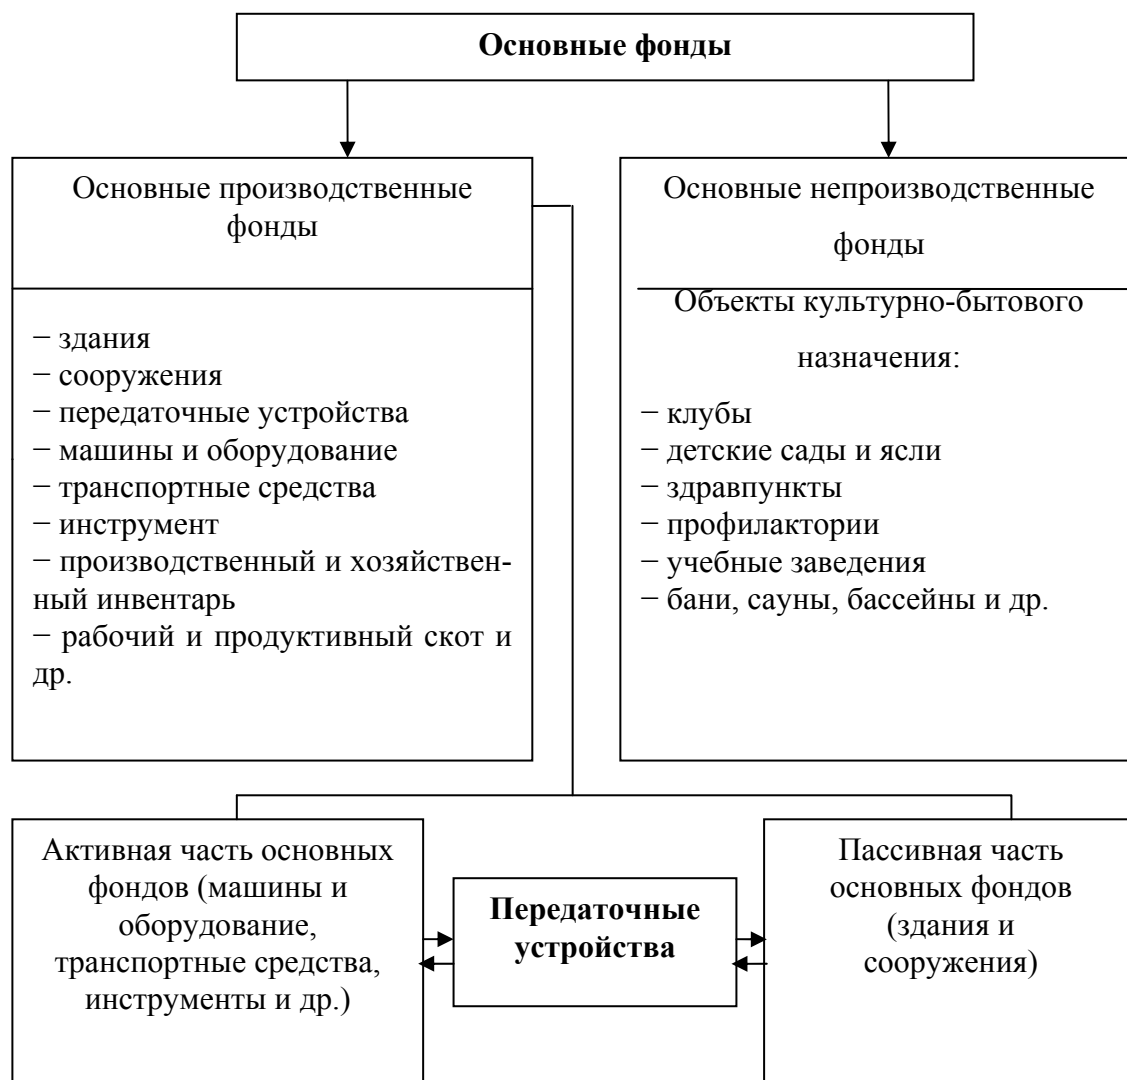 Основные фонды
Основные производственные
фонды
− здания
− сооружения
− передаточные устройства
− машины и оборудование
− транспортные средства
− инструмент
− производственный и хозяйствен-
ный инвентарь
− рабочий и продуктивный скот и
др.
Основные непроизводственные
фонды
Объекты культурно-бытового
назначения:
− клубы
− детские сады и ясли
− здравпункты
− профилактории
− учебные заведения
− бани, сауны, бассейны и др.
Активная часть основных
фондов (машины и
оборудование,
транспортные средства,
инструменты и др.)
Передаточные
устройства
Пассивная часть
основных фондов
(здания и
сооружения)